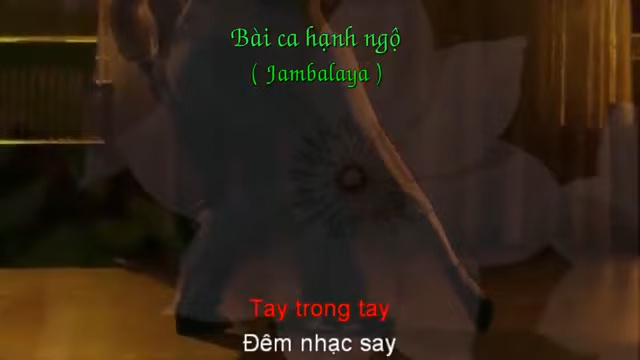 Bài ca hạnh ngộ
( Jambalaya )
Tay trong tay
Đêm nhạc say